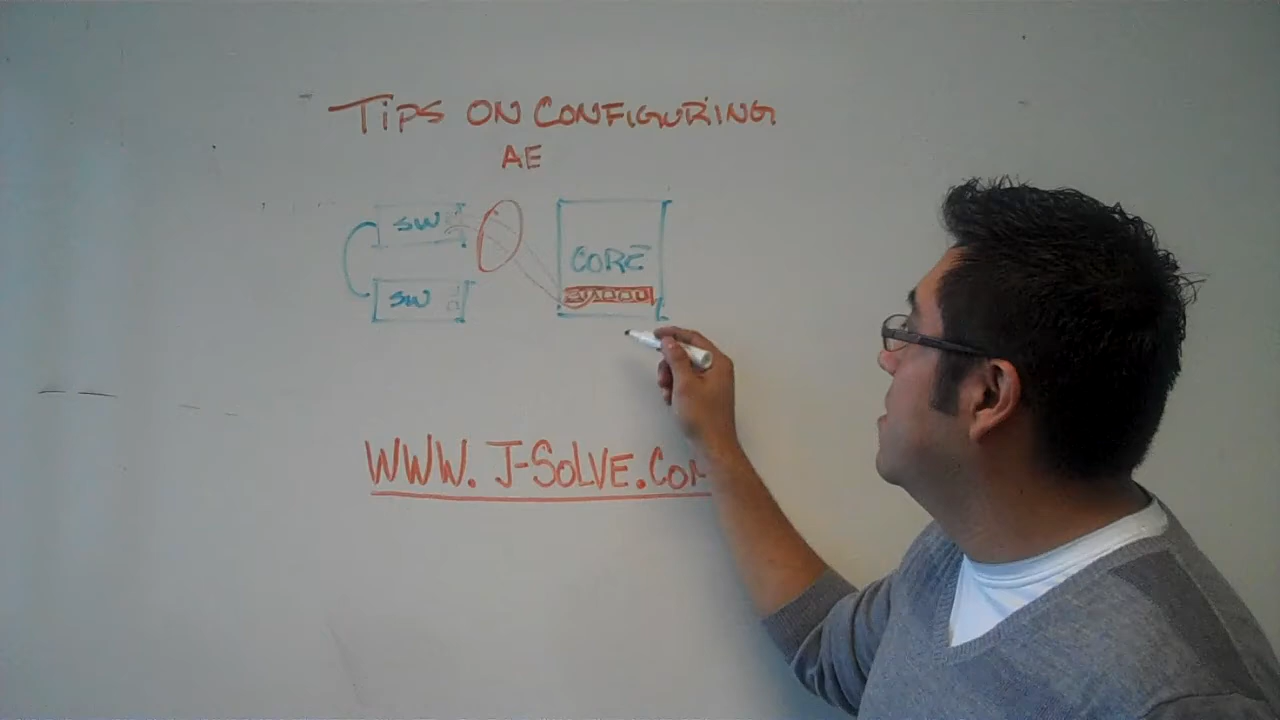 TiPS ON CONFIGURiNG
AE
SW
CORE
SW
WWW. J-SOLVE.COM